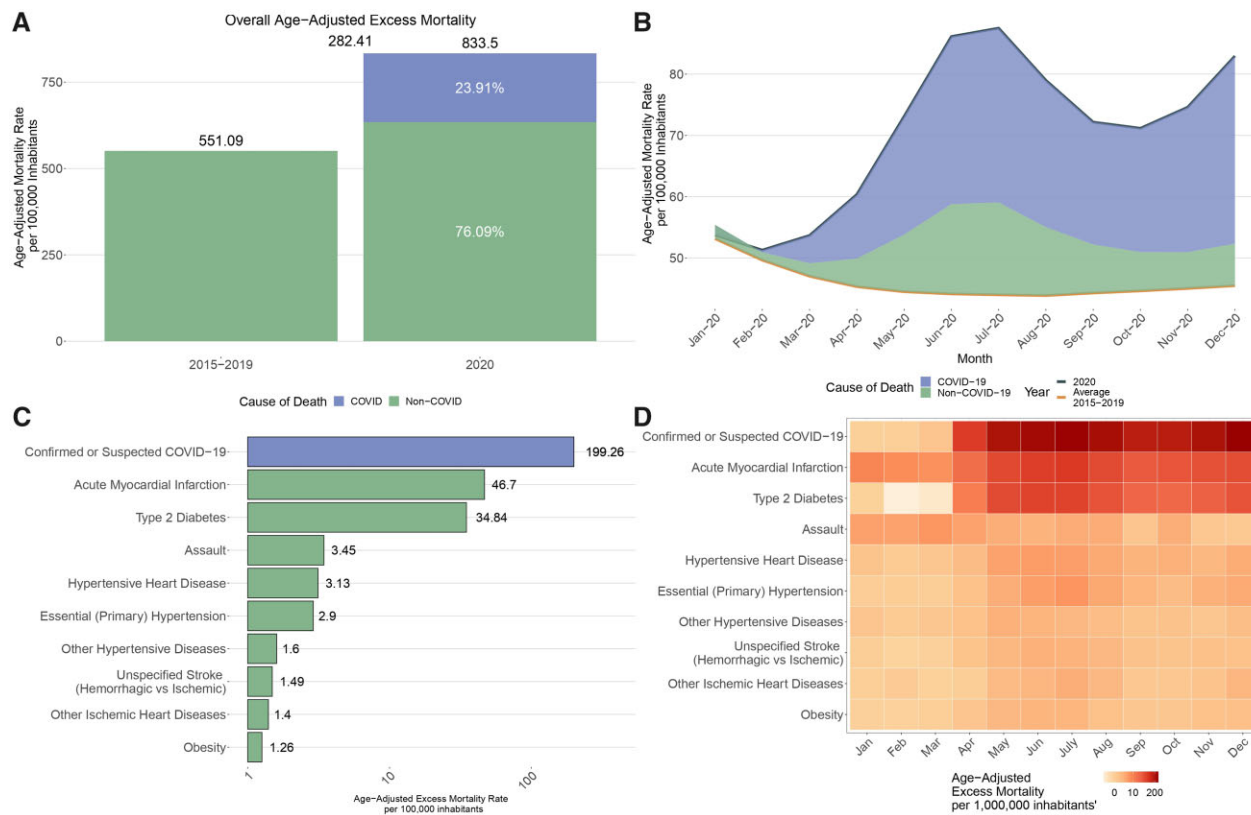 A
Overall Age-Adjusted Excess Mortality
282.41
833.5
551.09
23.91%
76.09%
750
500
250
0
Age-Adjusted Mortality Rate
per 100,000 Inhabitants
2015-2019
2020
Cause of Death
COVID
Non-COVID
B
80
70
60
50
Age-Adjusted Mortality Rate
per 100,000 Inhabitants
Jan-20
Feb-20
Mar-20
Apr-20
May-20
Jun-20
Jul-20
Aug-20
Sep-20
Oct-20
Nov-20
Dec-20
Month
Cause of Death
COVID-19
Non-COVID-19
Year
2020
Average
2015-2019
C
Confirmed or Suspected COVID-19
199.26
Acute Myocardial Infarction
46.7
Type 2 Diabetes
34.84
Assault
3.45
Hypertensive Heart Disease
3.13
Essential (Primary) Hypertension
2.9
Other Hypertensive Diseases
1.6
Unspecified Stroke
(Hemorrhagic vs Ischemic)
1.49
Other Ischemic Heart Diseases
1.4
Obesity
1.26
1
10
100
Age-Adjusted Excess Mortality Rate
per 100,000 inhabitants
D
Confirmed or Suspected COVID-19
Acute Myocardial Infarction
Type 2 Diabetes
Assault
Hypertensive Heart Disease
Essential (Primary) Hypertension
Other Hypertensive Diseases
Unspecified Stroke
(Hemorrhagic vs Ischemic)
Other Ischemic Heart Diseases
Obesity
Jan
Feb
Mar
Apr
May
Jun
July
Aug
Sep
Oct
Nov
Dec
Age-Adjusted
Excess Mortality
per 1,000,000 inhabitants'
0 10 200